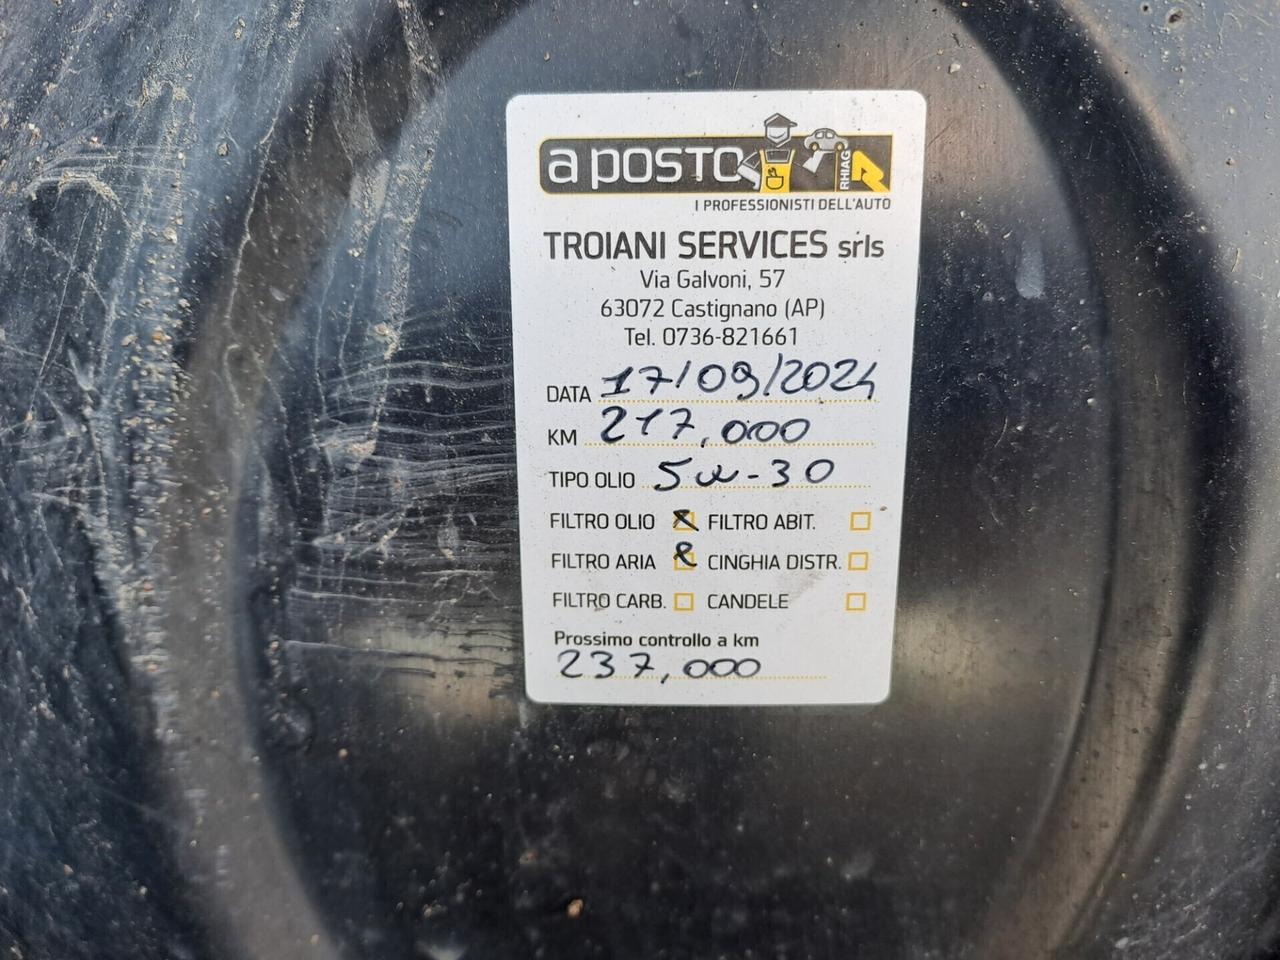 a posto
RHIAG
I PROFESSIONISTI DELL'AUTO
TROIANI SERVICES srls
Via Galvoni, 57
63072 Castignano (AP)
Tel. 0736-821661
DATA 17/09/2024
KM 217,000
TIPO OLIO 5w-30
FILTRO OLIO x FILTRO ABIT.
FILTRO ARIA x CINGHIA DISTR.
FILTRO CARB. CANDELE
Prossimo controllo a km
237,000